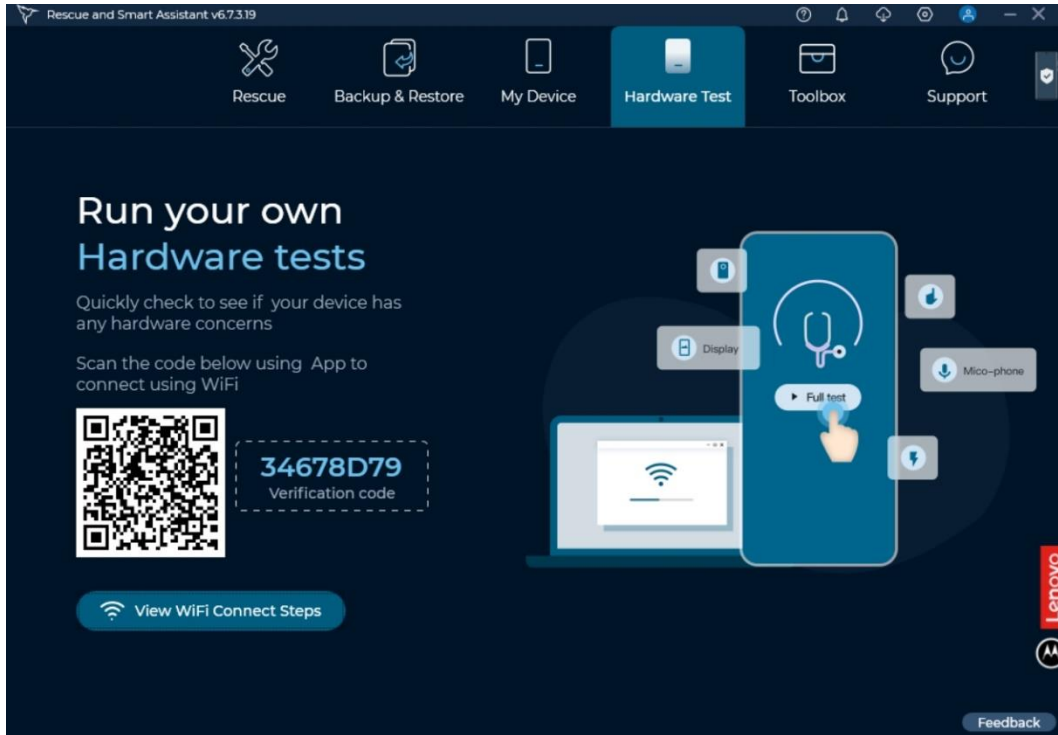 Rescue and Smart Assistant v6.7.3.19
Rescue
Backup & Restore
My Device
Hardware Test
Toolbox
Support
Run your own
Hardware tests
Quickly check to see if your device has
any hardware concerns
Scan the code below using App to
connect using WiFi
34678D79
Verification code
View WiFi Connect Steps
Display
Mico-phone
Full test
Lenovo
Feedback